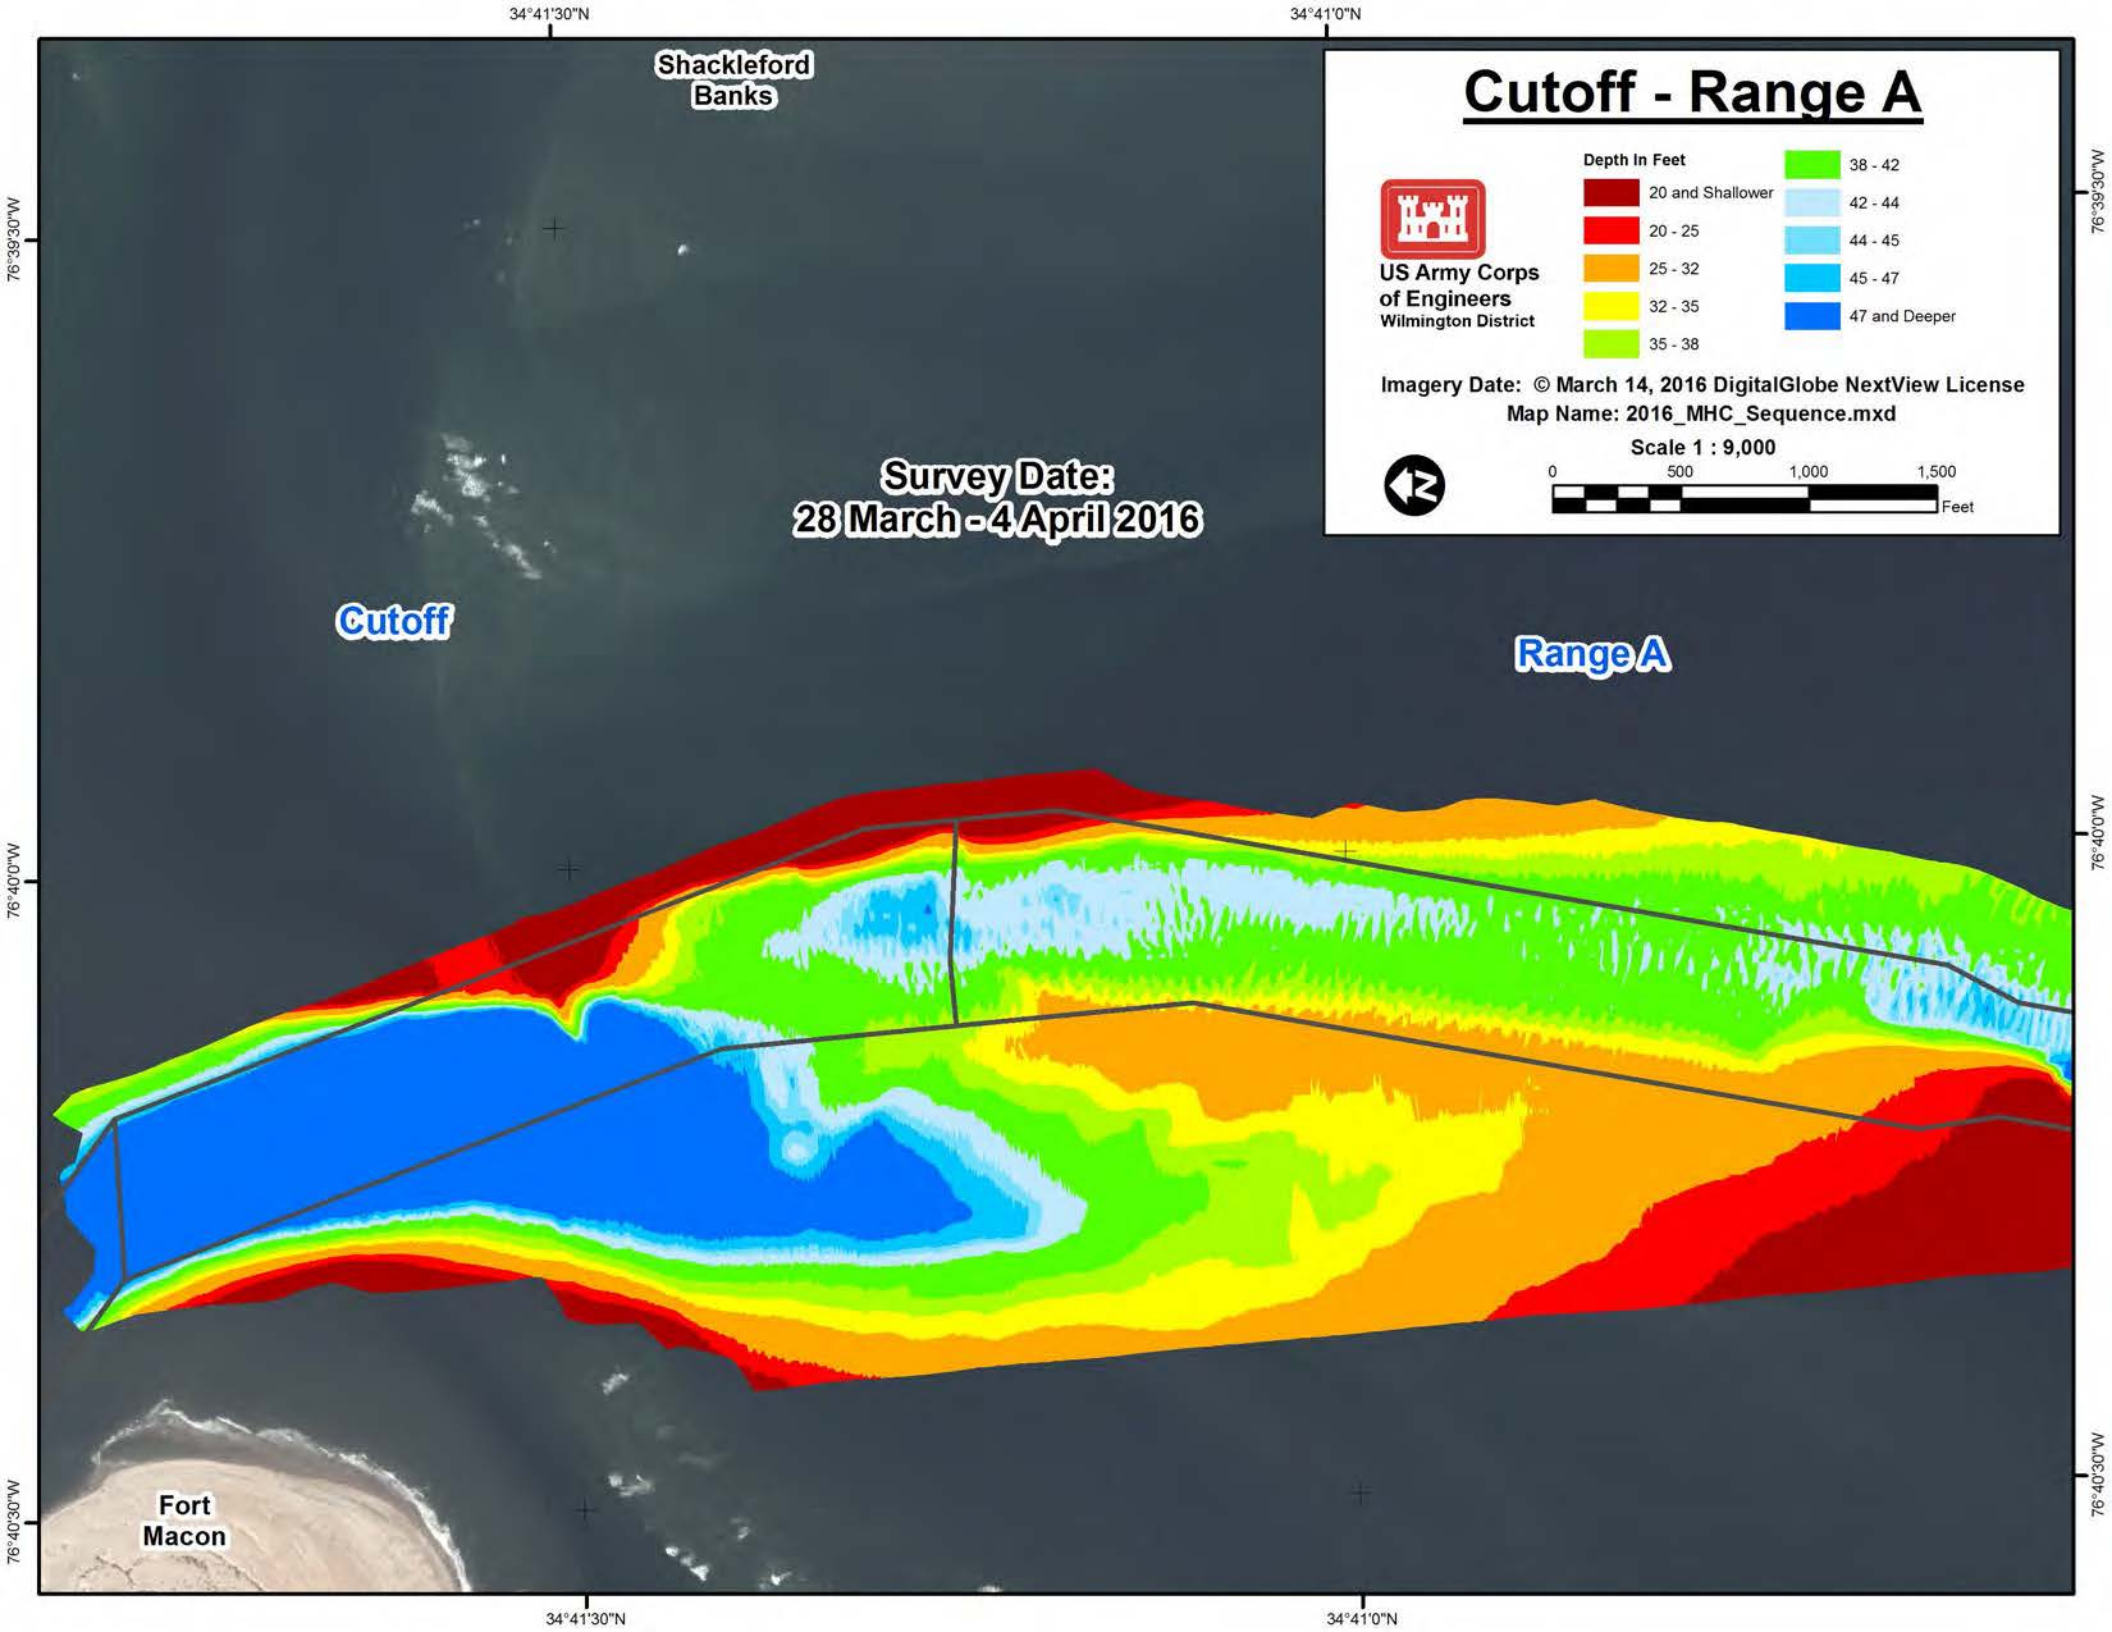 34°41'30"N
34°41'0"N
Shackleford
Banks
Cutoff - Range A
Depth In Feet
20 and Shallower
20 - 25
25 - 32
32 - 35
35 - 38
38 - 42
42 - 44
44 - 45
45 - 47
47 and Deeper
US Army Corps
of Engineers
Wilmington District
Imagery Date: © March 14, 2016 DigitalGlobe NextView License
Map Name: 2016_MHC_Sequence.mxd
Scale 1 : 9,000
0 500 1,000 1,500
Feet
N
76°39'30"W
76°39'30"W
Survey Date:
28 March - 4 April 2016
Cutoff
Range A
76°40'0"W
76°40'0"W
Fort
Macon
76°40'30"W
76°40'30"W
34°41'30"N
34°41'0"N